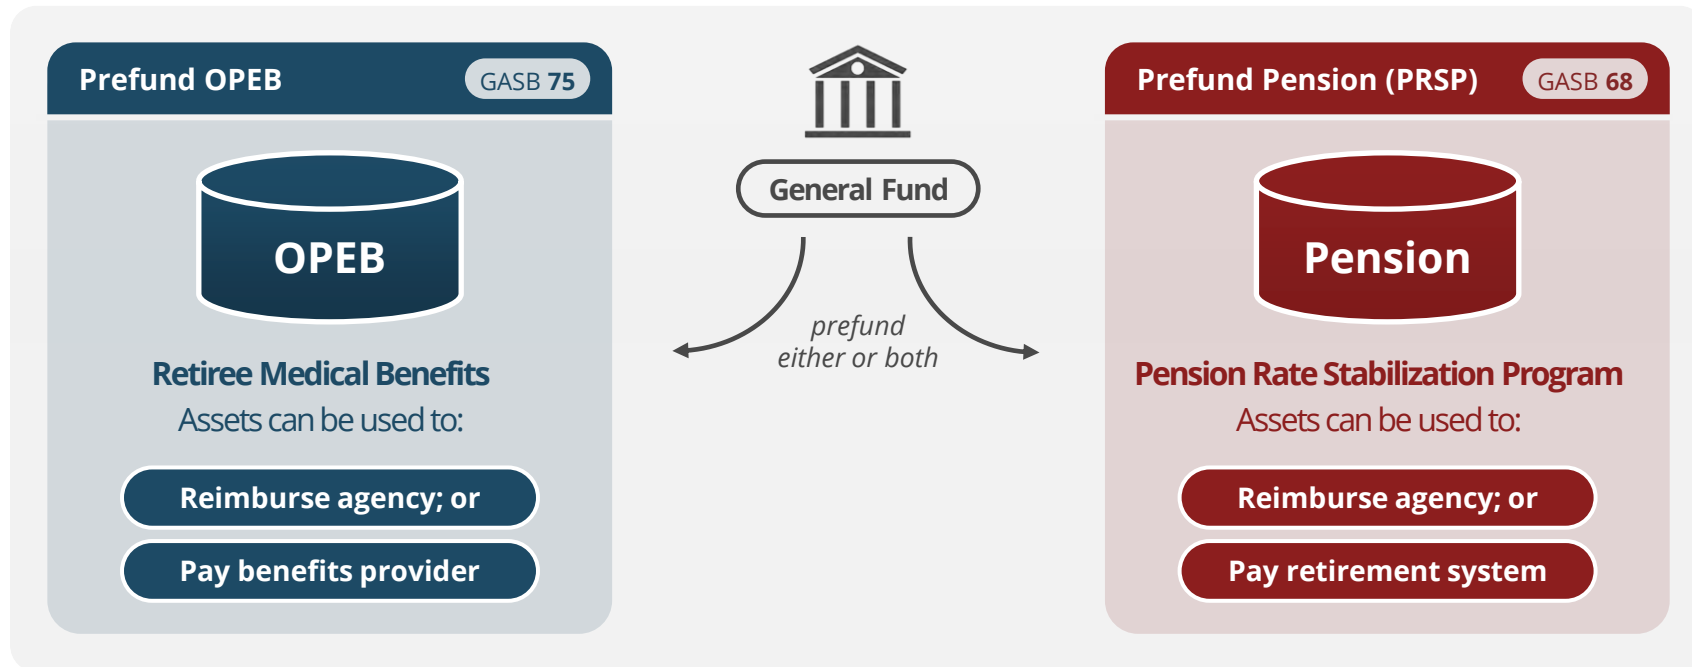 Prefund OPEB
GASB 75
OPEB
Retiree Medical Benefits
Assets can be used to:
Reimburse agency; or
Pay benefits provider
General Fund
prefund
either or both
Prefund Pension (PRSP)
GASB 68
Pension
Pension Rate Stabilization Program
Assets can be used to:
Reimburse agency; or
Pay retirement system